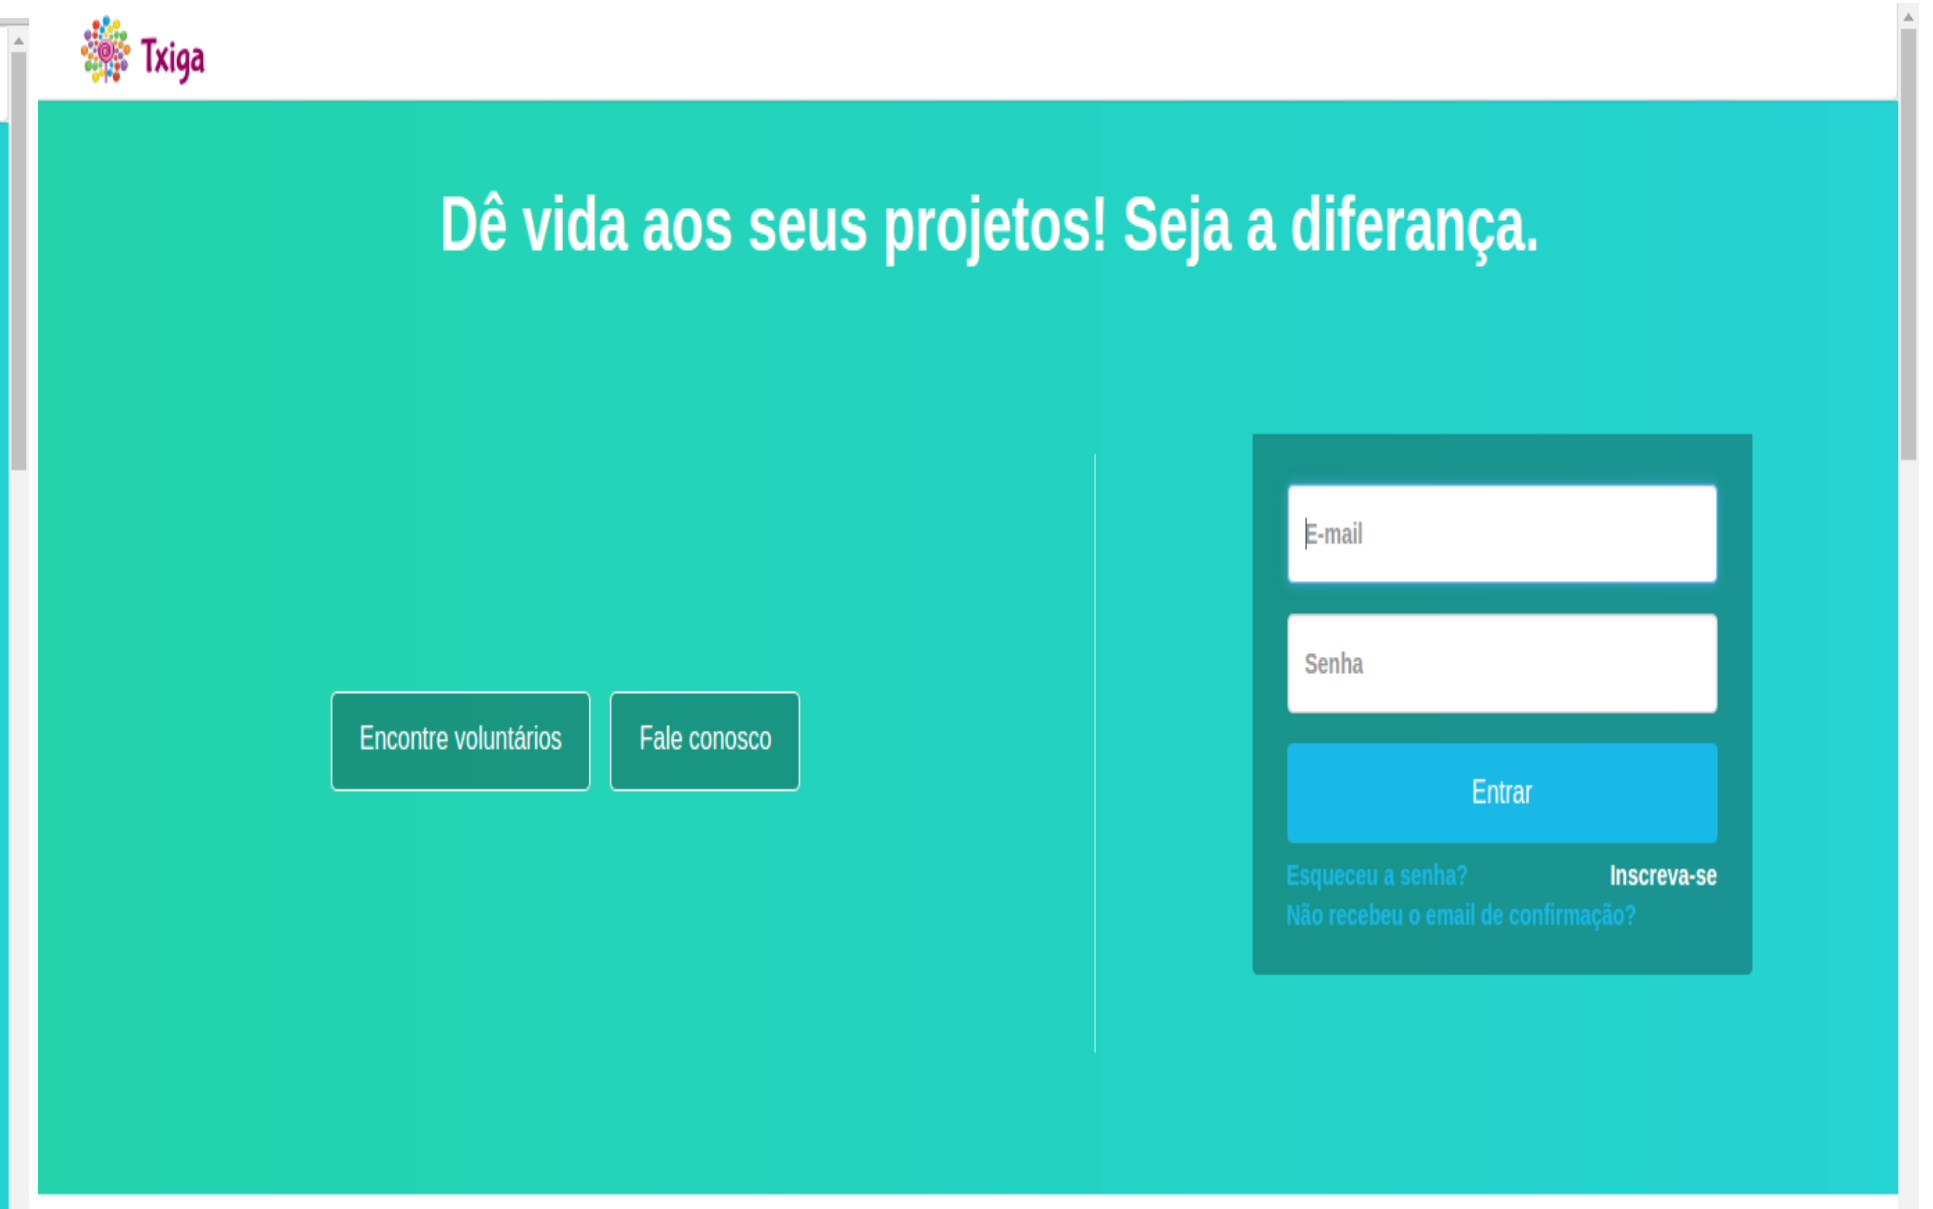 Txiga
Dê vida aos seus projetos! Seja a diferança.
Encontre voluntários
Fale conosco
E-mail
Senha
Entrar
Esqueceu a senha?
Inscreva-se
Não recebeu o email de confirmação?